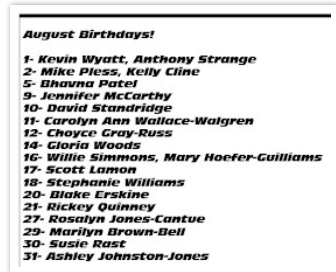 August Birthdays!
1- Kevin Wyatt, Anthony Strange
2- Mike Pless, Kelly Cline
5- Bhavna Patel
9- Jennifer McCarthy
10- David Standridge
11- Carolyn Ann Wallace-Walgren
12- Choyce Gray-Russ
14- Gloria Woods
16- Willie Simmons, Mary Hoefer-Guilliams
17- Scott Lamon
18- Stephanie Williams
20- Blake Erskine
21- Rickey Quinney
27- Rosalyn Jones-Cantue
29- Marilyn Brown-Bell
30- Susie Rast
31- Ashley Johnston-Jones